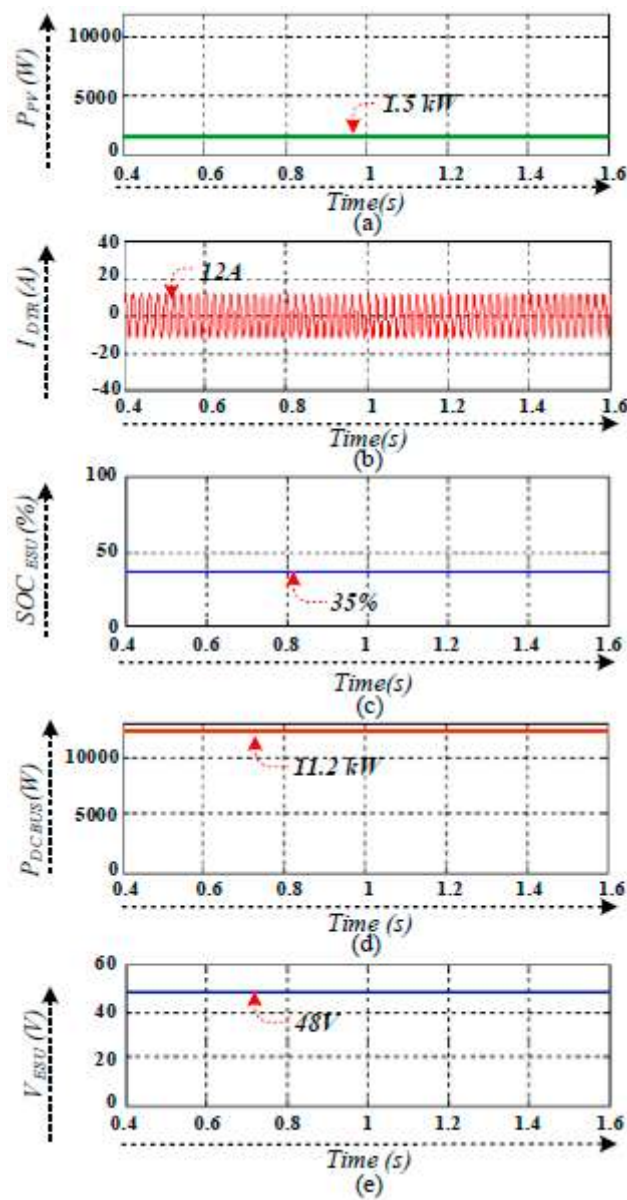 P_PV (W)
10000
5000
0
1.5 kW
0.4 0.6 0.8 1 1.2 1.4 1.6
Time(s)
(a)
I_DTR (A)
40
20
0
-20
-40
12A
0.4 0.6 0.8 1 1.2 1.4 1.6
Time(s)
(b)
SOC_ESU (%)
100
50
0
35%
0.4 0.6 0.8 1 1.2 1.4 1.6
Time(s)
(c)
P_DCBUS (W)
10000
5000
0
11.2 kW
0.4 0.6 0.8 1 1.2 1.4 1.6
Time (s)
(d)
V_ESU (V)
60
40
20
0
48V
0.4 0.6 0.8 1 1.2 1.4 1.6
Time (s)
(e)